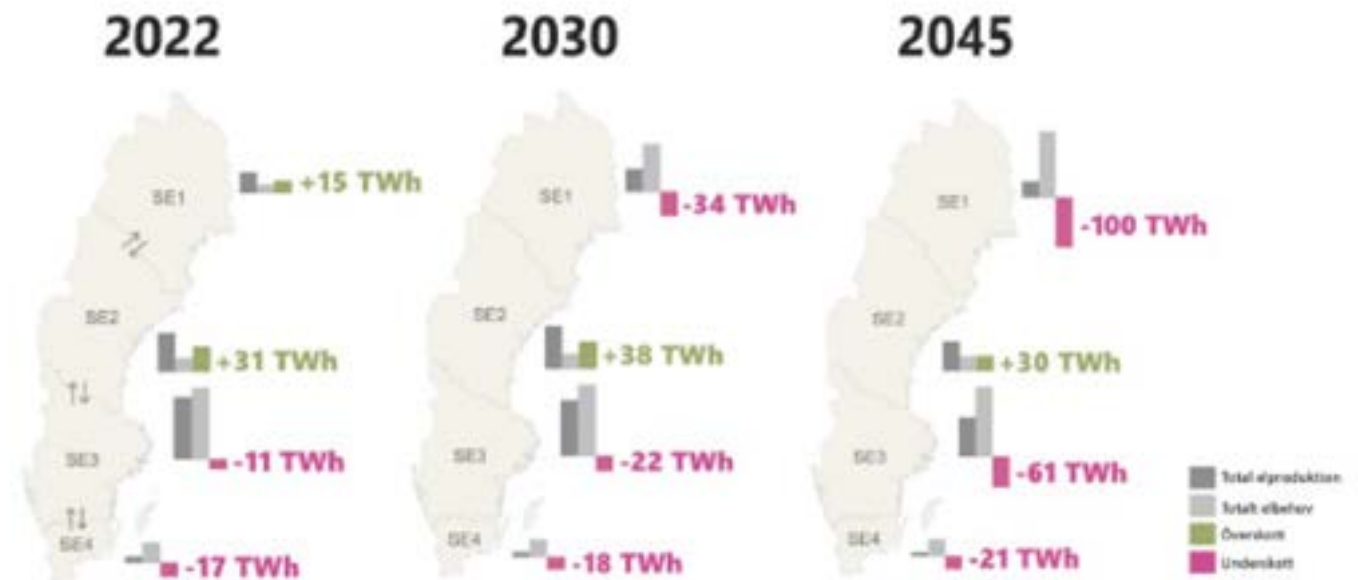 2022
2030
2045
SE1
+15 TWh
SE2
+31 TWh
SE3
-11 TWh
SE4
-17 TWh
SE1
-34 TWh
SE2
+38 TWh
SE3
-22 TWh
SE4
-18 TWh
SE1
-100 TWh
SE2
+30 TWh
SE3
-61 TWh
SE4
-21 TWh
Total elproduktion
Totalt elbehov
Överskott
Underskott